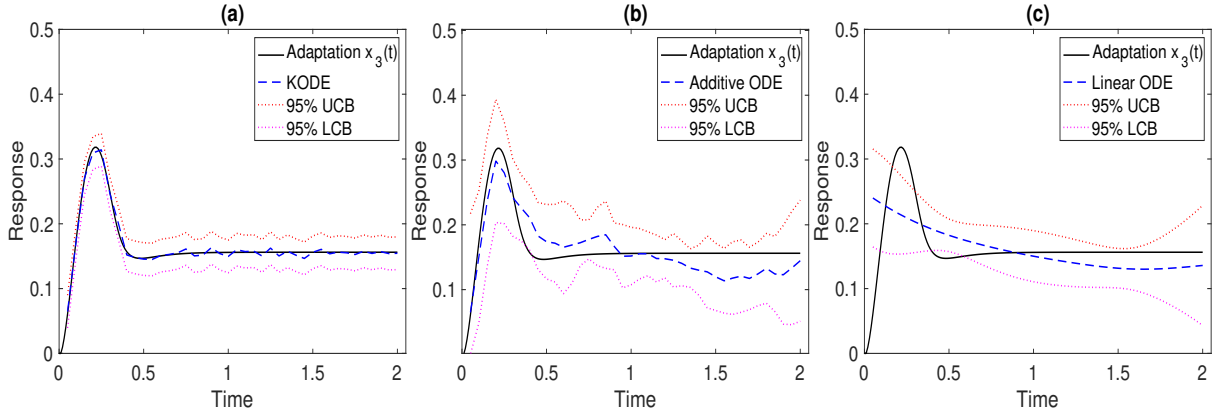 (a)
0.5
0.4
0.3
0.2
0.1
0
Response
Adaptation x3(t)
KODE
95% UCB
95% LCB
0
0.5
1
1.5
2
Time
(b)
0.5
0.4
0.3
0.2
0.1
0
Response
Adaptation x3(t)
Additive ODE
95% UCB
95% LCB
0
0.5
1
1.5
2
Time
(c)
0.5
0.4
0.3
0.2
0.1
0
Response
Adaptation x3(t)
Linear ODE
95% UCB
95% LCB
0
0.5
1
1.5
2
Time